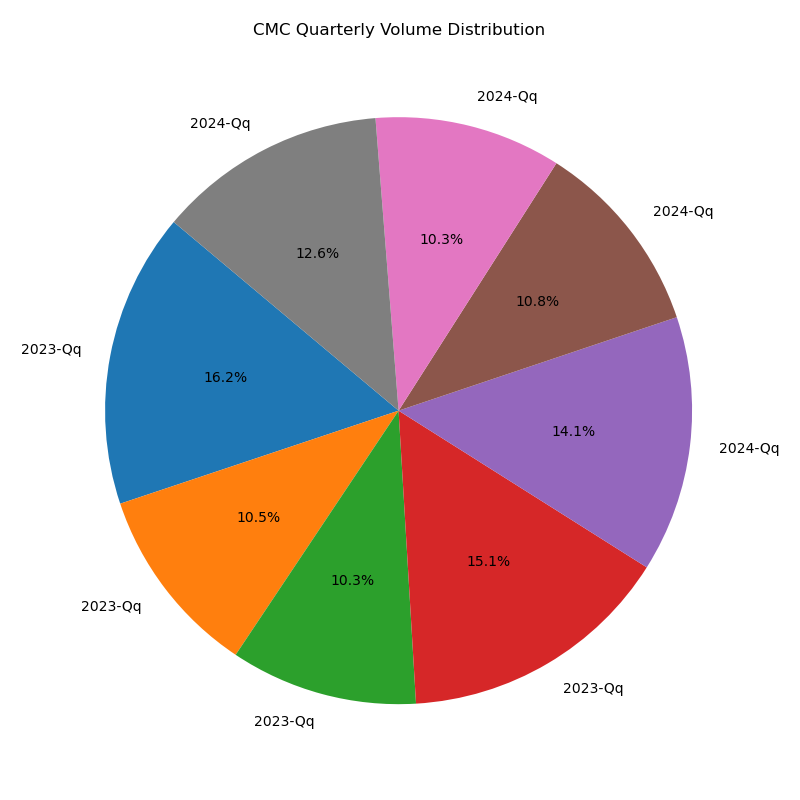 CMC Quarterly Volume Distribution
2024-Qq
2024-Qq
2024-Qq
10.3%
12.6%
10.8%
2023-Qq
16.2%
14.1%
2024-Qq
10.5%
15.1%
10.3%
2023-Qq
2023-Qq
2023-Qq